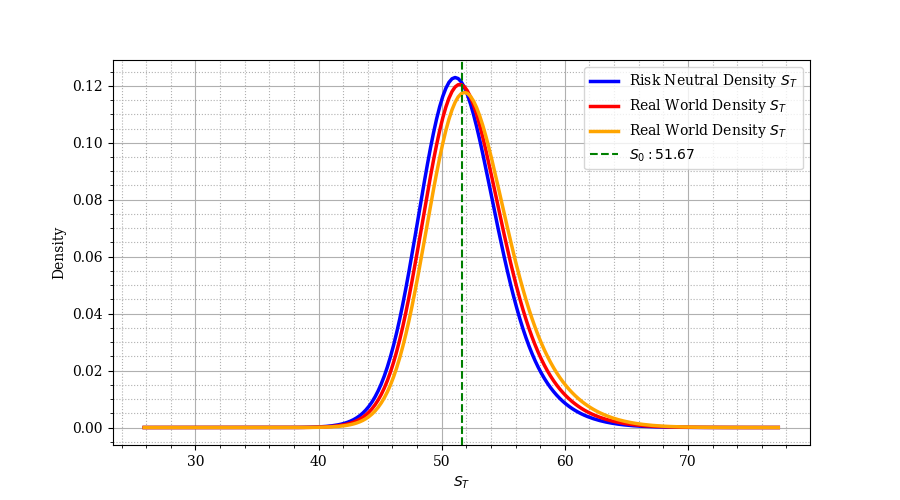 Risk Neutral Density S_T
Real World Density S_T
Real World Density S_T
S_0 : 51.67
0.12
0.10
0.08
0.06
0.04
0.02
0.00
Density
30
40
50
60
70
S_T